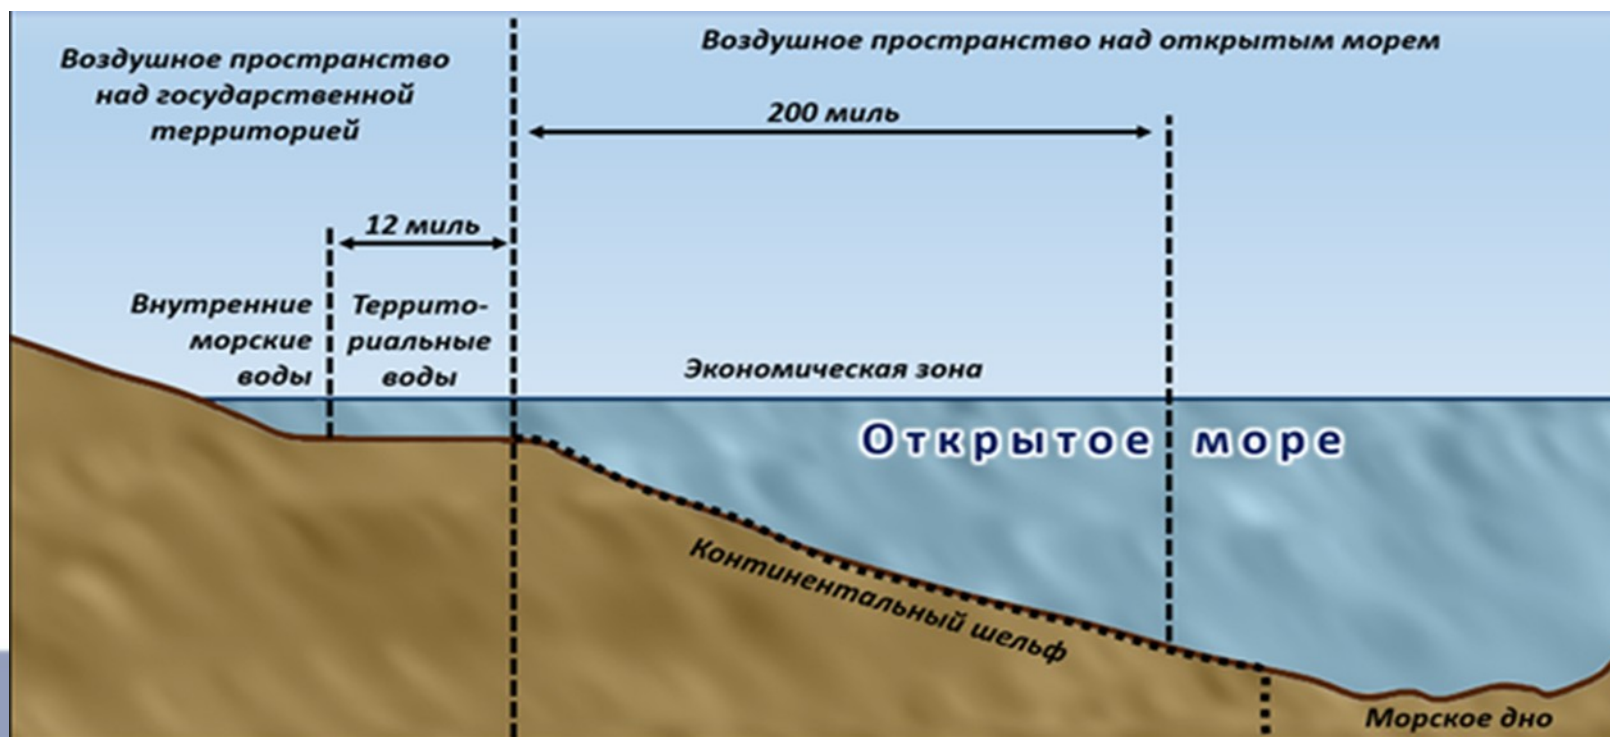 Воздушное пространство
над государственной
территорией
Воздушное пространство над открытым морем
200 миль
12 миль
Внутренние
морские
воды
Террито-
риальные
воды
Экономическая зона
Открытое море
Континентальный шельф
Морское дно